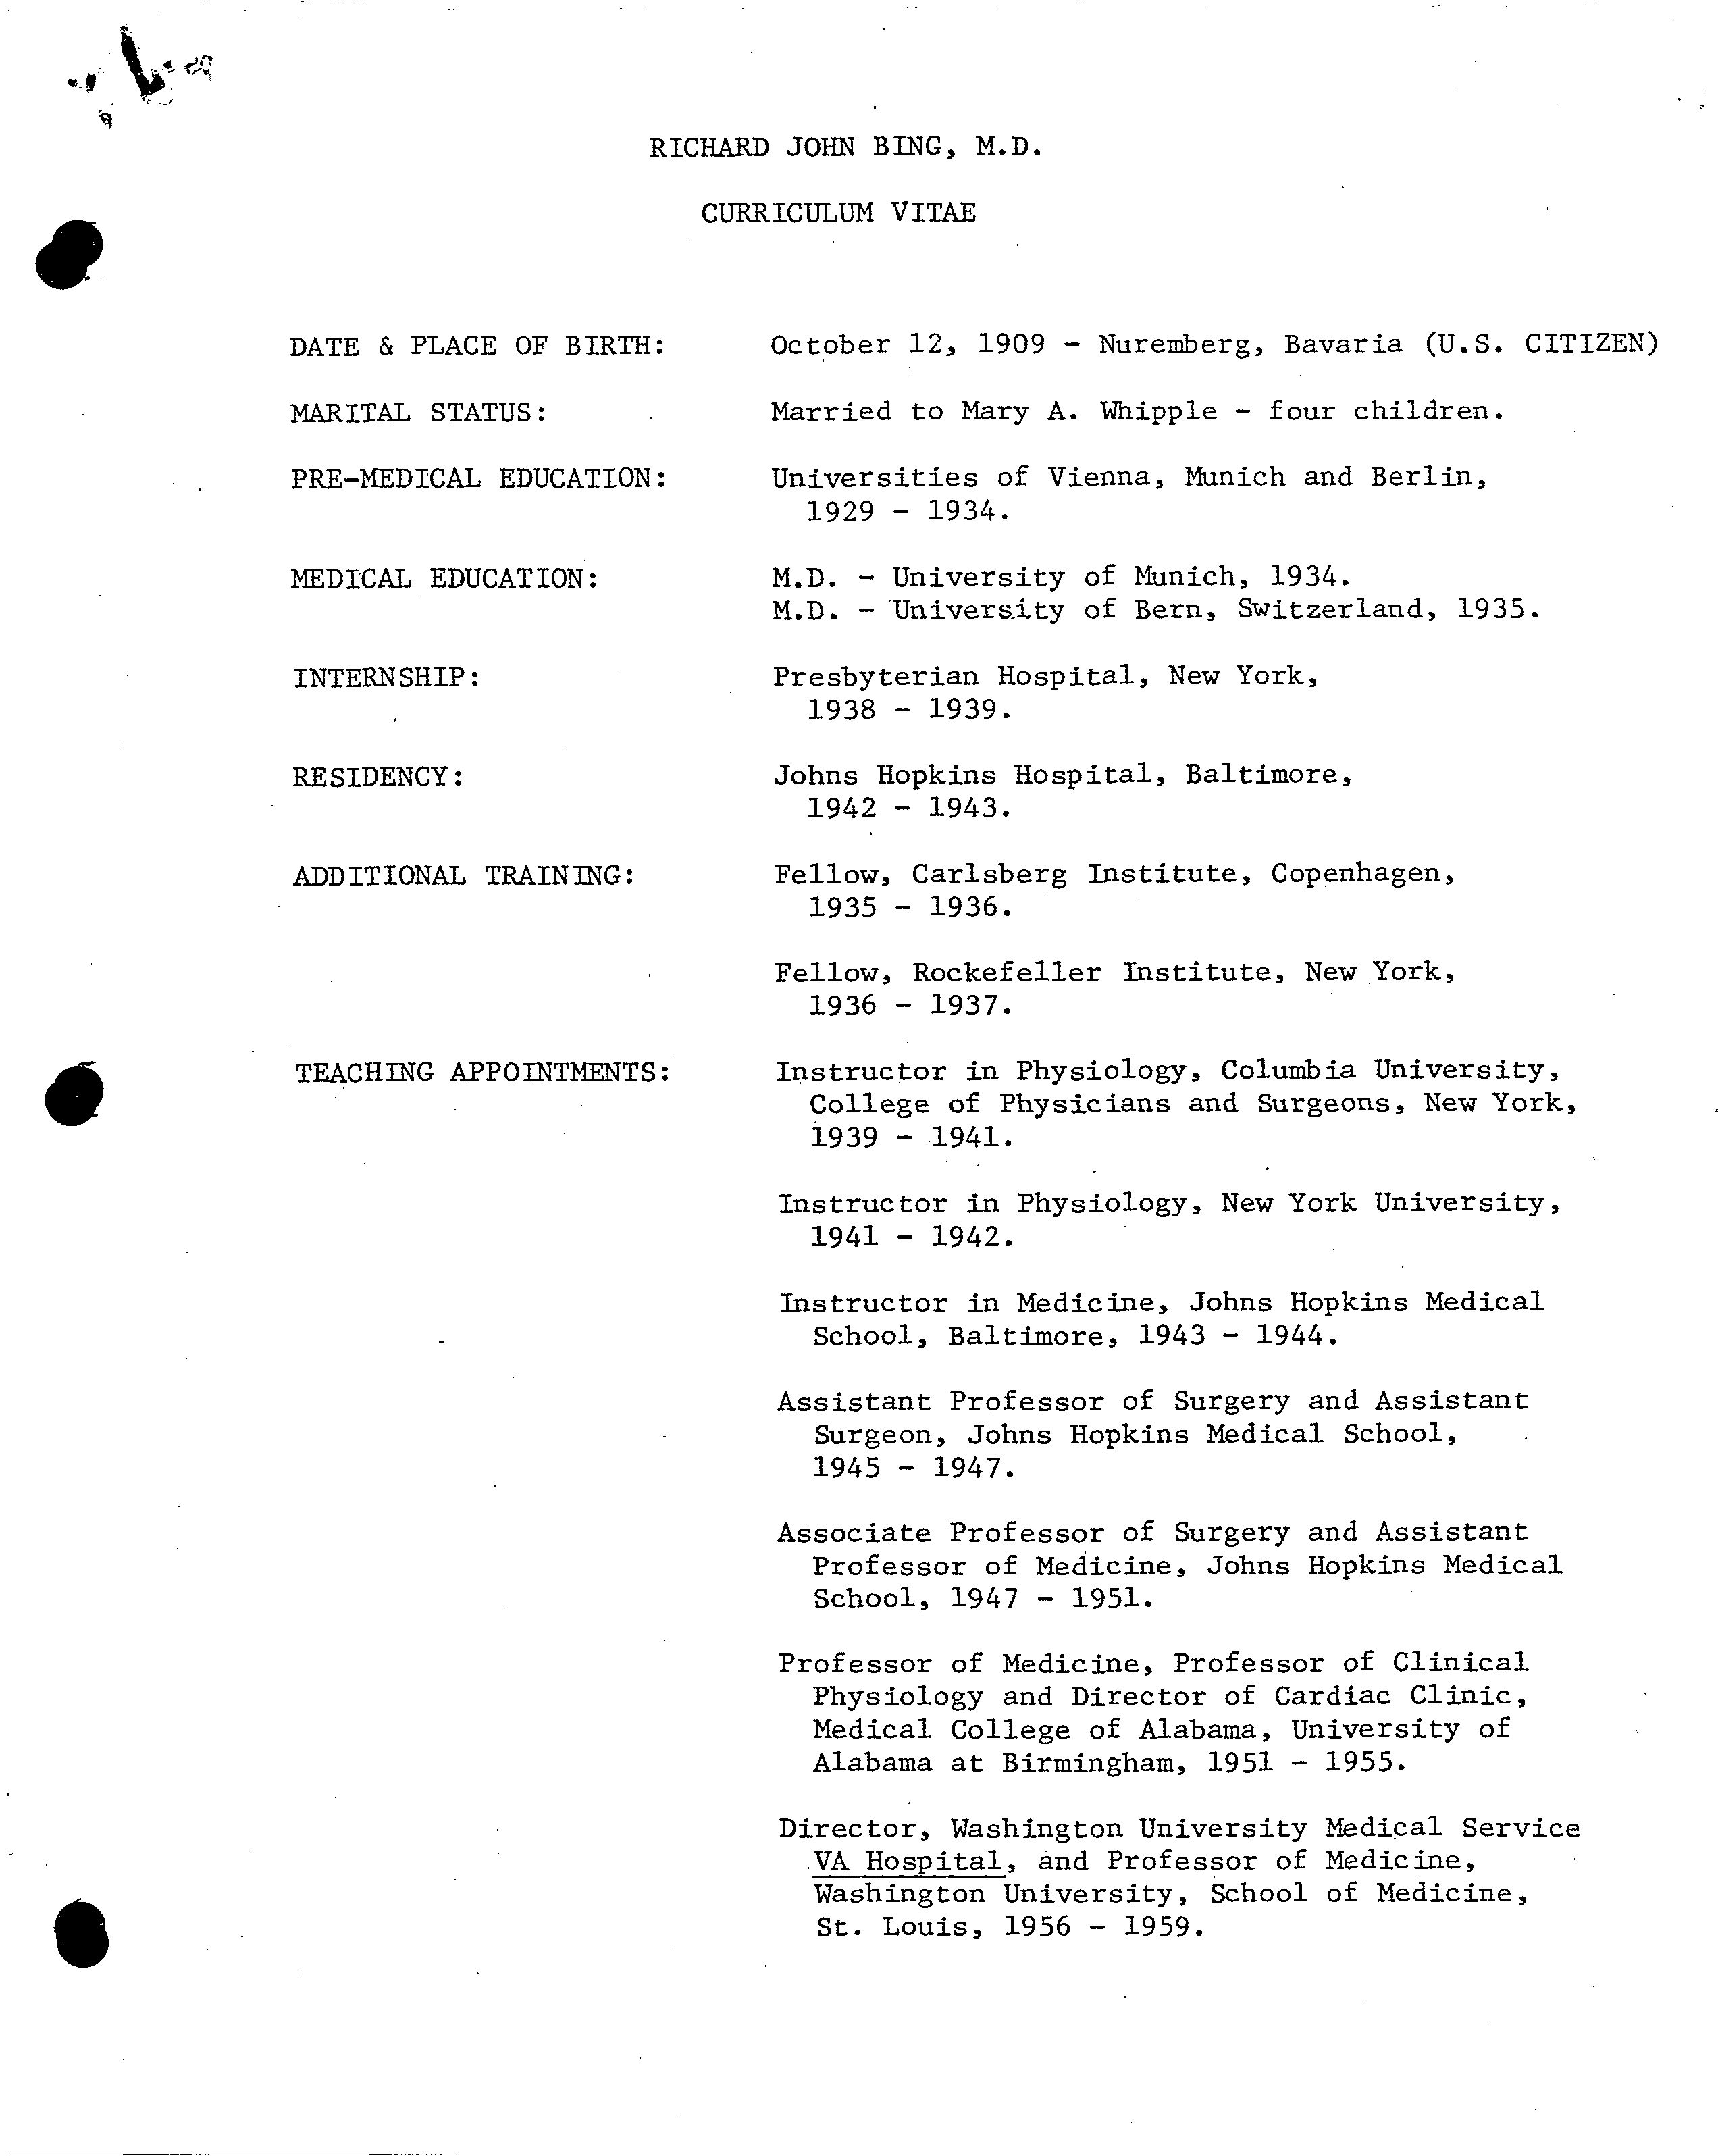 RICHARD JOHN BING, M.D.
CURRICULUM VITAE
DATE & PLACE OF BIRTH: October 12, 1909 - Nuremberg, Bavaria (U.S. CITIZEN)
MARITAL STATUS: Married to Mary A. Whipple - four children.
PRE-MEDICAL EDUCATION: Universities of Vienna, Munich and Berlin,
1929 - 1934.
MEDICAL EDUCATION: M.D. - University of Munich, 1934.
M.D. - University of Bern, Switzerland, 1935.
INTERNSHIP: Presbyterian Hospital, New York,
1938 - 1939.
RESIDENCY: Johns Hopkins Hospital, Baltimore,
1942 - 1943.
ADDITIONAL TRAINING: Fellow, Carlsberg Institute, Copenhagen,
1935 - 1936.
Fellow, Rockefeller Institute, New York,
1936 - 1937.
TEACHING APPOINTMENTS: Instructor in Physiology, Columbia University,
College of Physicians and Surgeons, New York,
1939 - 1941.
Instructor in Physiology, New York University,
1941 - 1942.
Instructor in Medicine, Johns Hopkins Medical
School, Baltimore, 1943 - 1944.
Assistant Professor of Surgery and Assistant
Surgeon, Johns Hopkins Medical School,
1945 - 1947.
Associate Professor of Surgery and Assistant
Professor of Medicine, Johns Hopkins Medical
School, 1947 - 1951.
Professor of Medicine, Professor of Clinical
Physiology and Director of Cardiac Clinic,
Medical College of Alabama, University of
Alabama at Birmingham, 1951 - 1955.
Director, Washington University Medical Service
VA Hospital, and Professor of Medicine,
Washington University, School of Medicine,
St. Louis, 1956 - 1959.